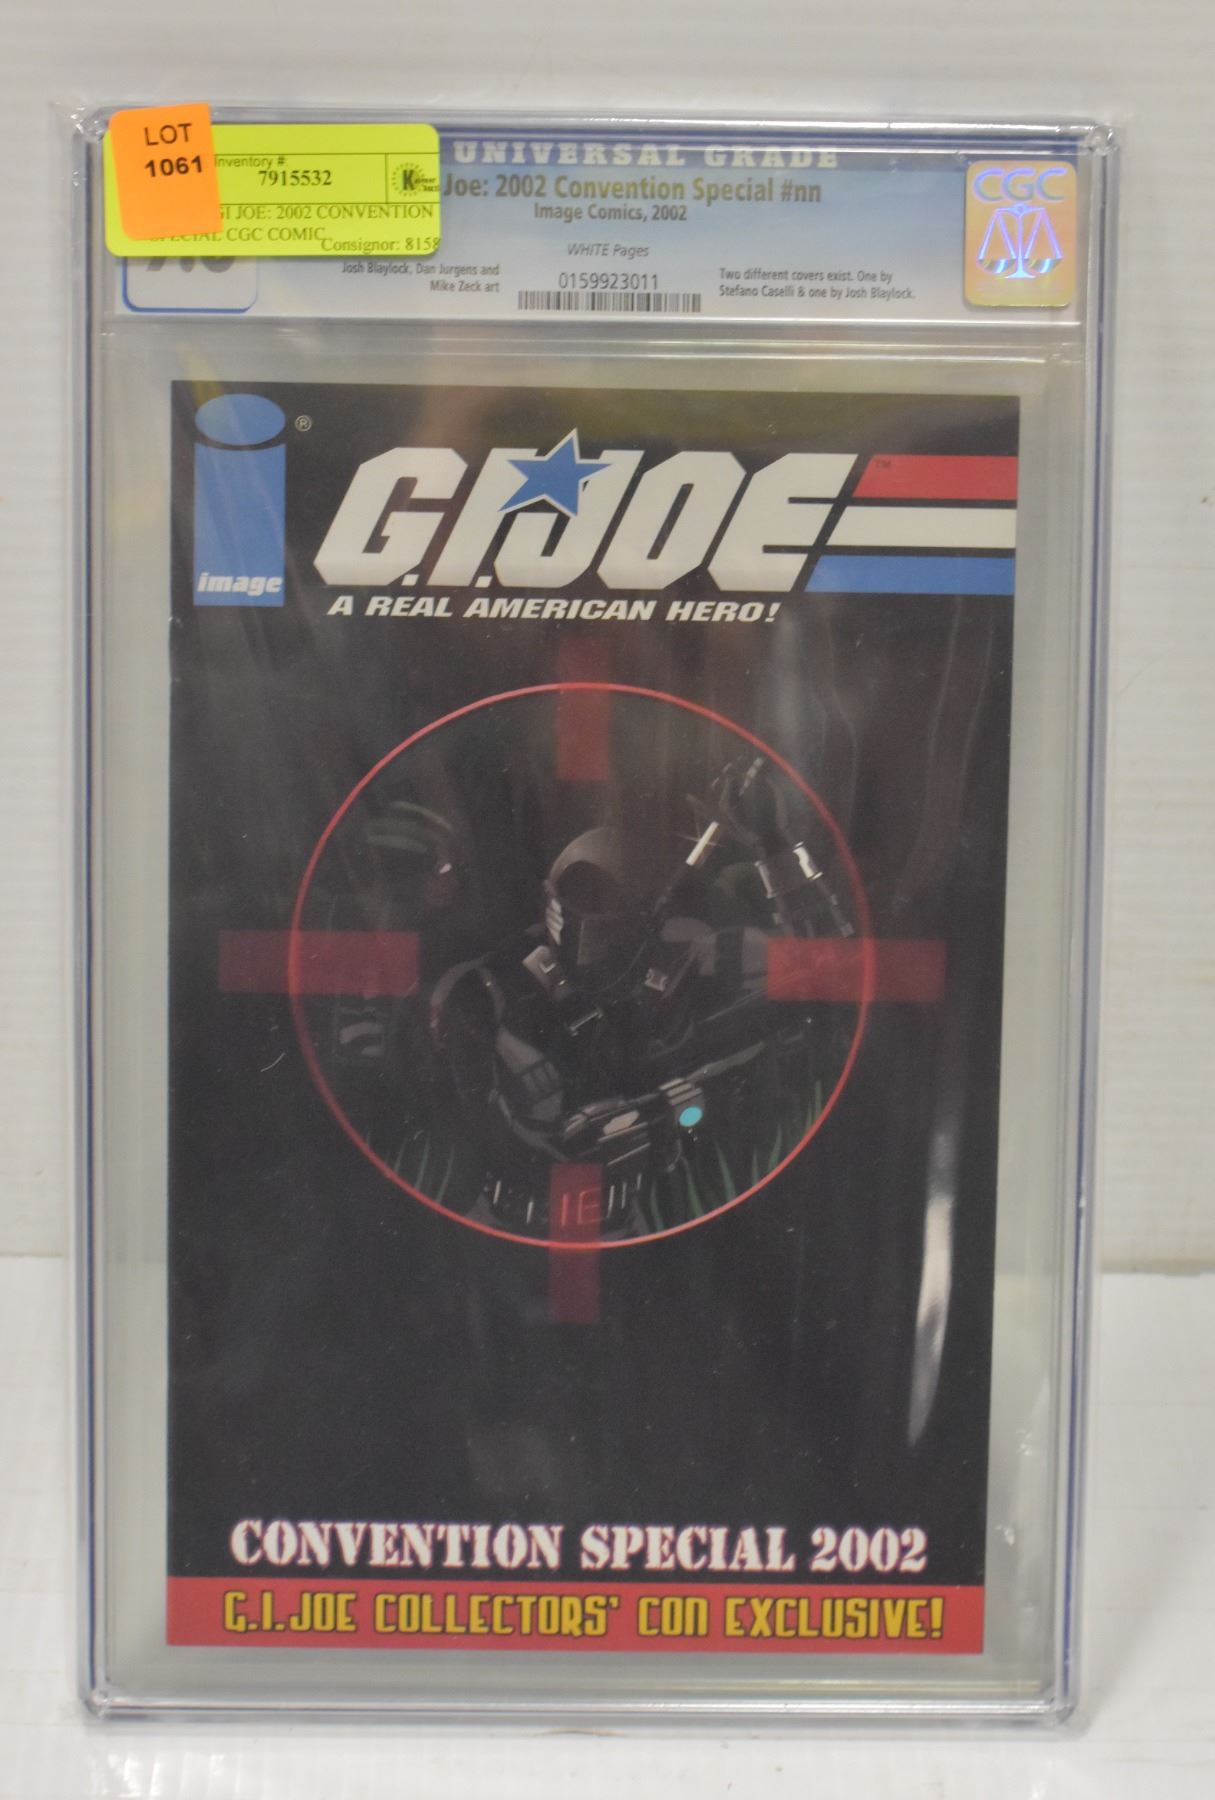 LOT
1061
Inventory #:
7915532
GI JOE: 2002 CONVENTION
SPECIAL CGC COMIC
Consignor: 8158
UNIVERSAL GRADE
Joe: 2002 Convention Special #nn
Image Comics, 2002
WHITE Pages
Josh Blaylock, Dan Jurgens and
Mike Zeck art
0159923011
Two different covers exist. One by
Stefano Caselli & one by Josh Blaylock.
CGC
image
®
G.I. JOE
TM
A REAL AMERICAN HERO!
CONVENTION SPECIAL 2002
G.I. JOE COLLECTORS' CON EXCLUSIVE!